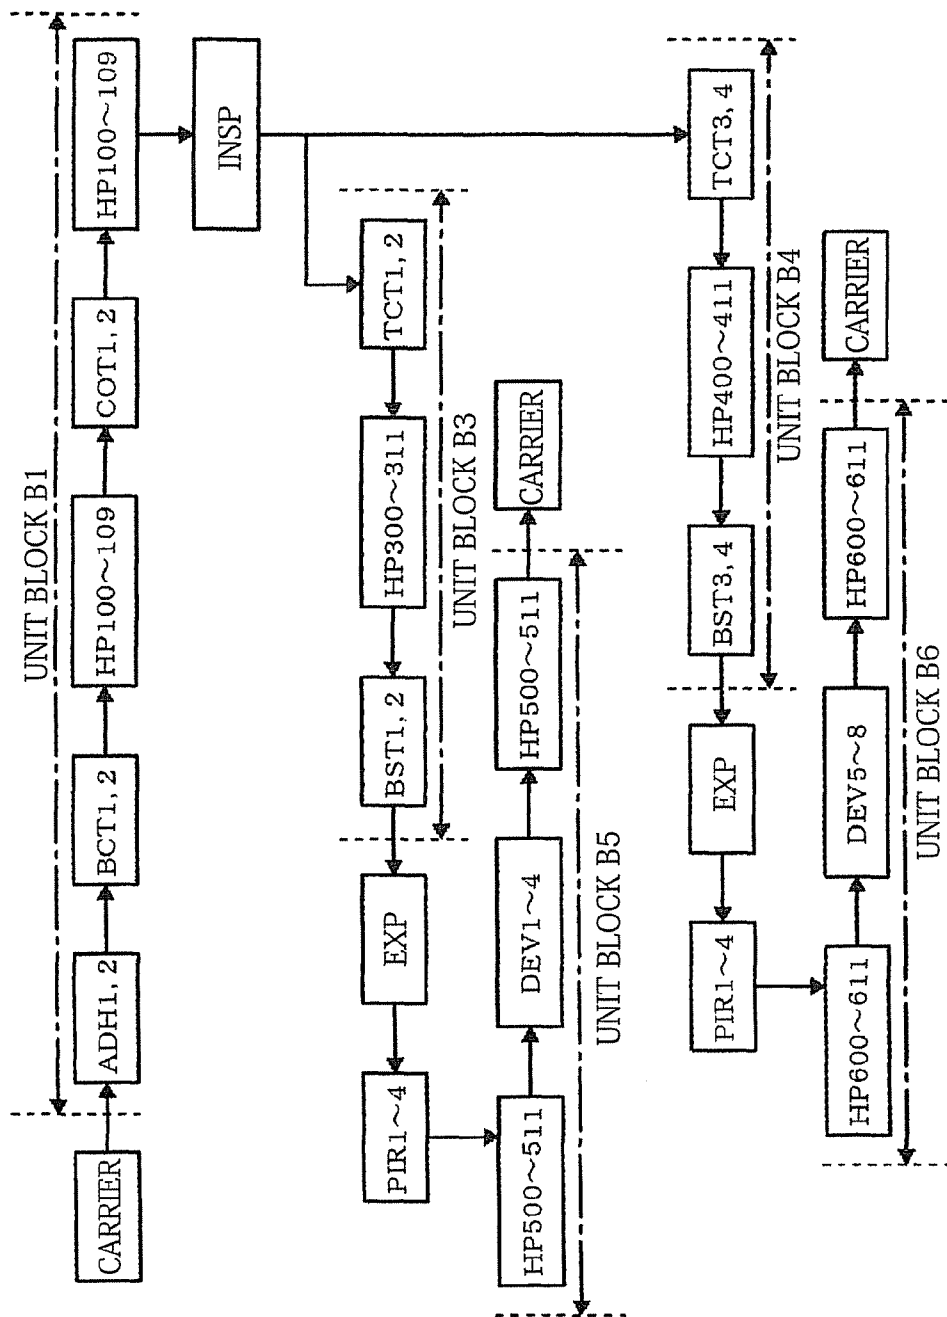 UNIT BLOCK B1
CARRIER
ADH1, 2
BCT1, 2
HP100～109
COT1, 2
HP100～109
INSP
TCT1, 2
HP300～311
BST1, 2
UNIT BLOCK B3
EXP
PIR1～4
HP500～511
DEV1～4
HP500～511
CARRIER
UNIT BLOCK B5
TCT3, 4
HP400～411
BST3, 4
UNIT BLOCK B4
EXP
PIR1～4
HP600～611
DEV5～8
HP600～611
CARRIER
UNIT BLOCK B6